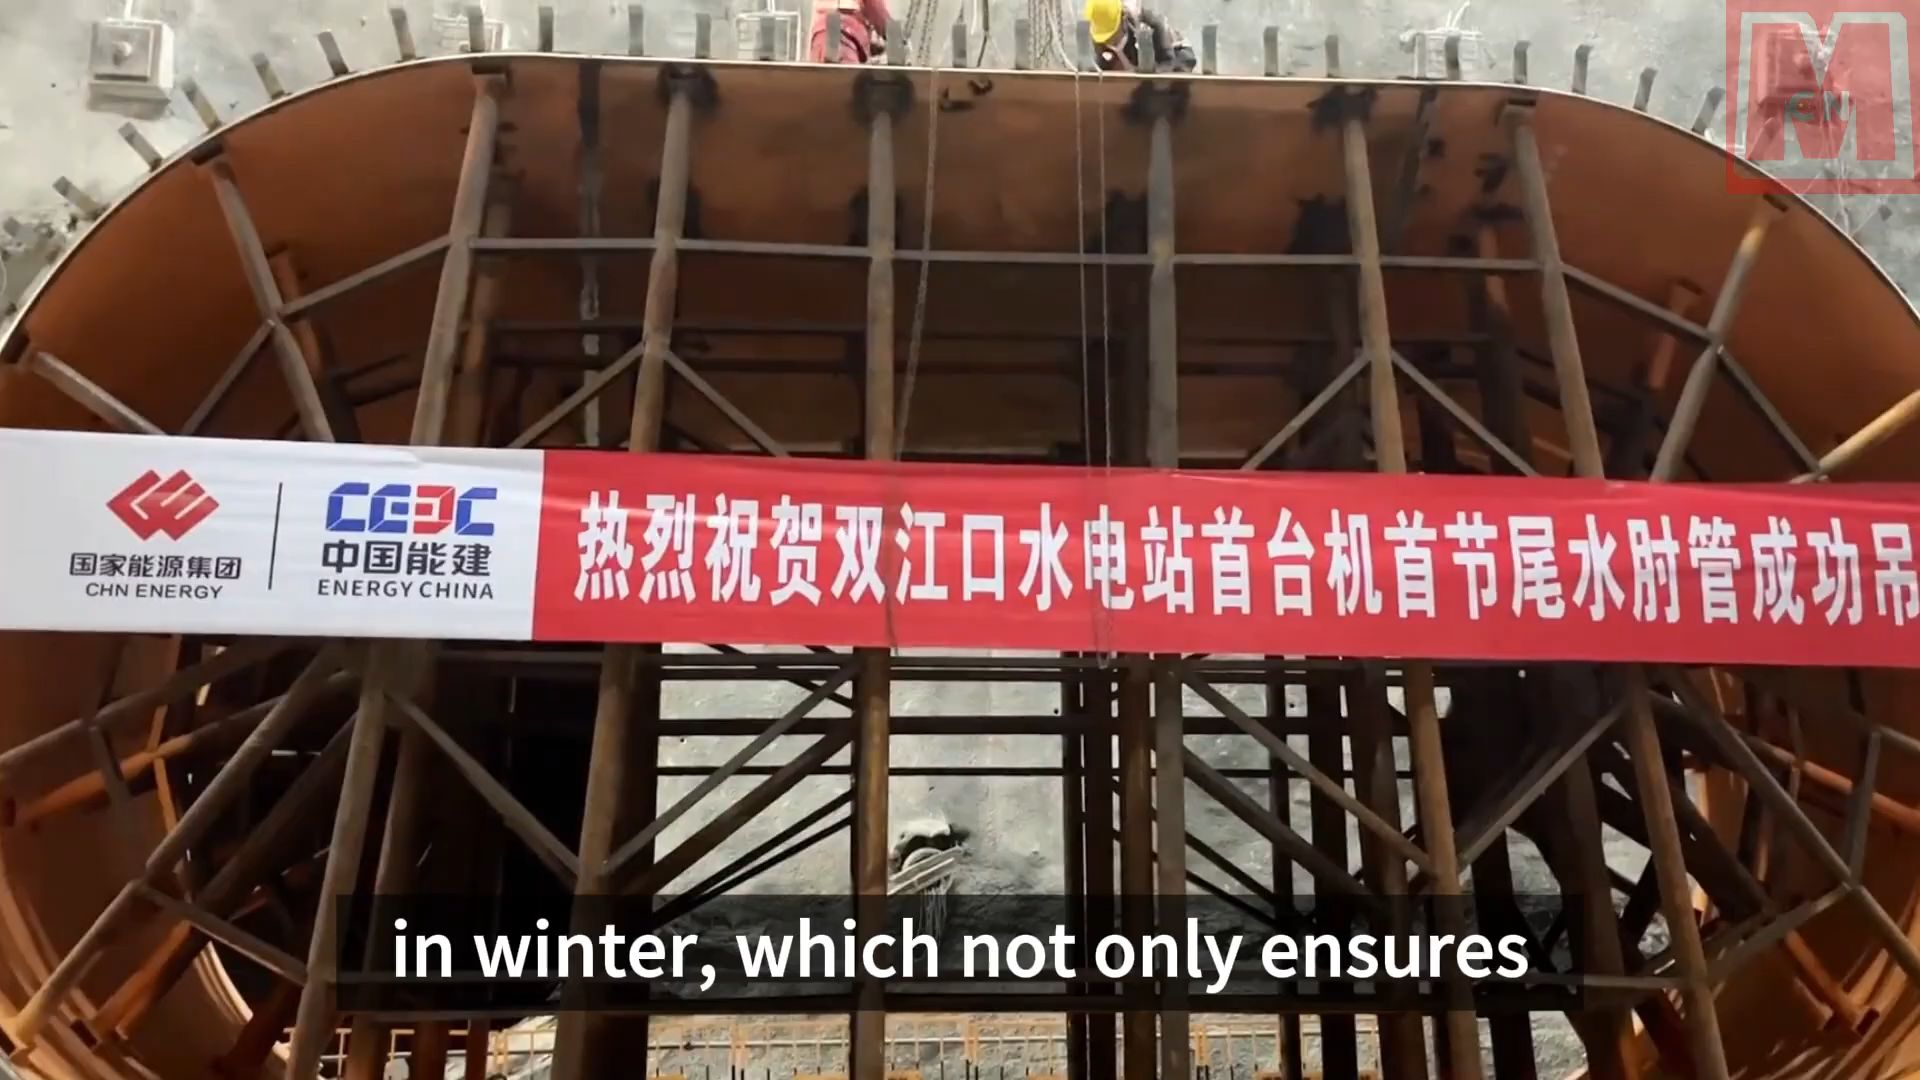 M
CN
CEEC
国家能源集团
CHN ENERGY
中国能建
ENERGY CHINA
热烈祝贺双江口水电站首台机首节尾水肘管成功吊
in winter, which not only ensures